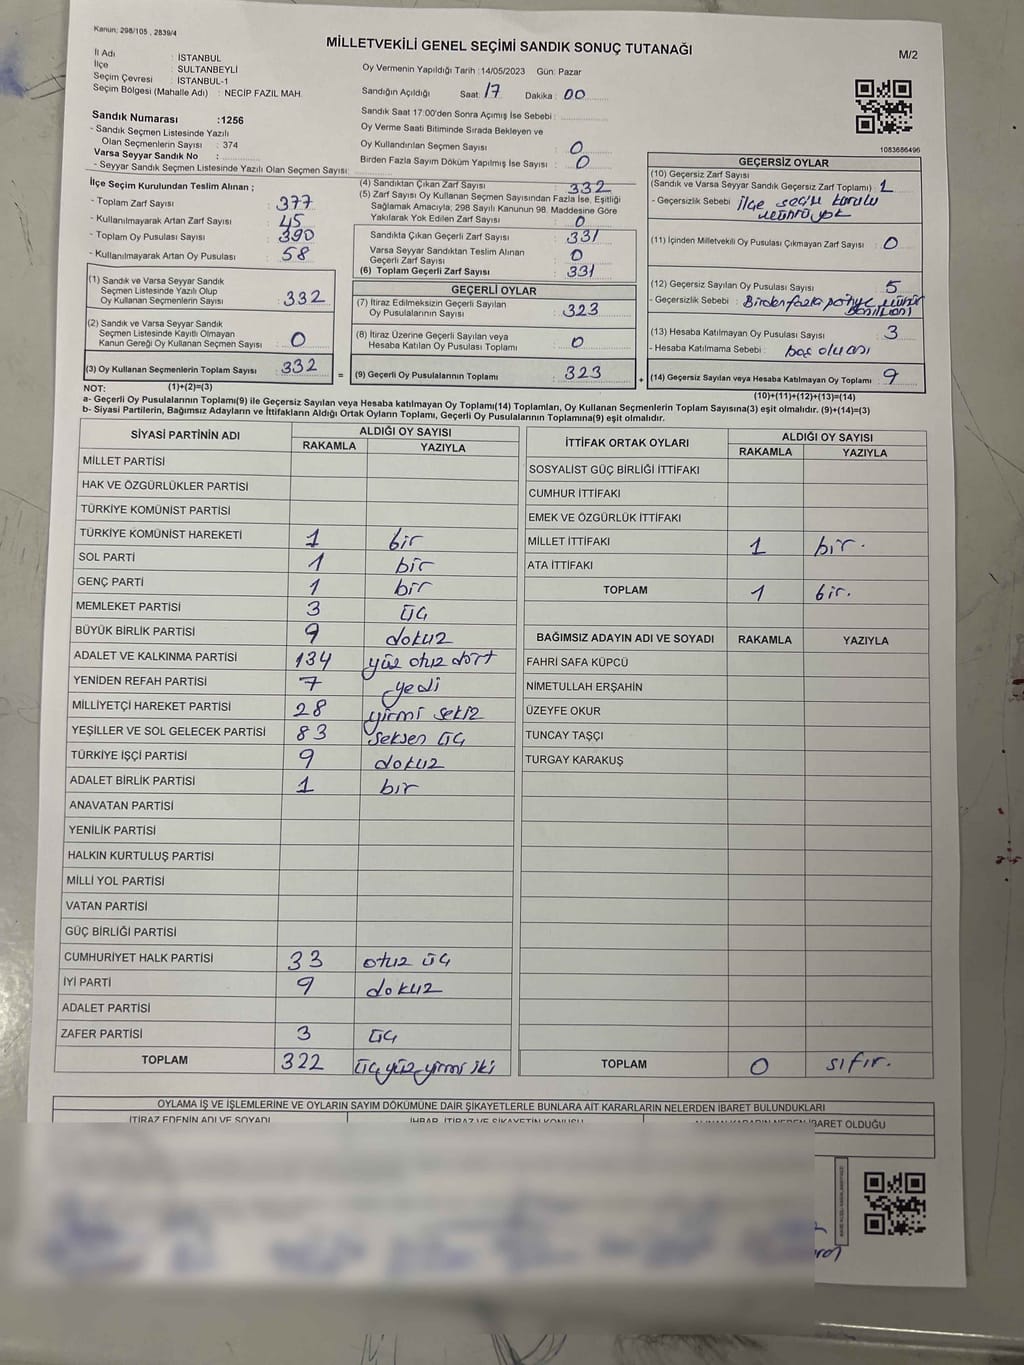 Kanun; 298/105 , 2839/4
MİLLETVEKİLİ GENEL SEÇİMİ SANDIK SONUÇ TUTANAĞI
M/2
İl Adı : İSTANBUL
İlçe : SULTANBEYLİ
Seçim Çevresi : İSTANBUL-1
Seçim Bölgesi (Mahalle Adı) : NECİP FAZIL MAH.
Oy Vermenin Yapıldığı Tarih :14/05/2023 Gün: Pazar
Sandığın Açıldığı Saat: 17 Dakika : 00
Sandık Saat 17:00'den Sonra Açımış İse Sebebi :
Oy Verme Saati Bitiminde Sırada Bekleyen ve
Oy Kullandırılan Seçmen Sayısı : 0
Birden Fazla Sayım Döküm Yapılmış İse Sayısı : 0
1083686496
Sandık Numarası :1256
- Sandık Seçmen Listesinde Yazılı
Olan Seçmenlerin Sayısı : 374
Varsa Seyyar Sandık No :
- Seyyar Sandık Seçmen Listesinde Yazılı Olan Seçmen Sayısı:
İlçe Seçim Kurulundan Teslim Alınan ;
- Toplam Zarf Sayısı : 377
- Kullanılmayarak Artan Zarf Sayısı : 45
- Toplam Oy Pusulası Sayısı : 390
- Kullanılmayarak Artan Oy Pusulası : 58
(1) Sandık ve Varsa Seyyar Sandık
Seçmen Listesinde Yazılı Olup
Oy Kullanan Seçmenlerin Sayısı : 332
(2) Sandık ve Varsa Seyyar Sandık
Seçmen Listesinde Kayıtlı Olmayan
Kanun Gereği Oy Kullanan Seçmen Sayısı : 0
(3) Oy Kullanan Seçmenlerin Toplam Sayısı : 332
(4) Sandıktan Çıkan Zarf Sayısı : 332
(5) Zarf Sayısı Oy Kullanan Seçmen Sayısından Fazla İse, Eşitliği
Sağlamak Amacıyla, 298 Sayılı Kanunun 98. Maddesine Göre
Yakılarak Yok Edilen Zarf Sayısı : 0
Sandıkta Çıkan Geçerli Zarf Sayısı : 331
Varsa Seyyar Sandıktan Teslim Alınan
Geçerli Zarf Sayısı : 0
(6) Toplam Geçerli Zarf Sayısı : 331
GEÇERLİ OYLAR
(7) İtiraz Edilmeksizin Geçerli Sayılan
Oy Pusulalarının Sayısı : 323
(8) İtiraz Üzerine Geçerli Sayılan veya
Hesaba Katılan Oy Pusulası Toplamı : 0
= (9) Geçerli Oy Pusulalarının Toplamı : 323
GEÇERSİZ OYLAR
(10) Geçersiz Zarf Sayısı
(Sandık ve Varsa Seyyar Sandık Geçersiz Zarf Toplamı) : 1
- Geçersizlik Sebebi : ilçe seçim kurulu
mührü yok
(11) İçinden Milletvekili Oy Pusulası Çıkmayan Zarf Sayısı : 0
(12) Geçersiz Sayılan Oy Pusulası Sayısı : 5
- Geçersizlik Sebebi : Birden fazla
(13) Hesaba Katılmayan Oy Pusulası Sayısı : 3
- Hesaba Katılmama Sebebi : boş olması
+ (14) Geçersiz Sayılan veya Hesaba Katılmayan Oy Toplamı : 9
NOT: (1)+(2)=(3)
(10)+(11)+(12)+(13)=(14)
a- Geçerli Oy Pusulalarının Toplamı(9) ile Geçersiz Sayılan veya Hesaba katılmayan Oy Toplamı(14) Toplamları, Oy Kullanan Seçmenlerin Toplam Sayısına(3) eşit olmalıdır. (9)+(14)=(3)
b- Siyasi Partilerin, Bağımsız Adayların ve İttifakların Aldığı Ortak Oyların Toplamı, Geçerli Oy Pusulalarının Toplamına(9) eşit olmalıdır.
SİYASİ PARTİNİN ADI ALDIĞI OY SAYISI
RAKAMLA YAZIYLA
MİLLET PARTİSİ
HAK VE ÖZGÜRLÜKLER PARTİSİ
TÜRKİYE KOMÜNİST PARTİSİ
TÜRKİYE KOMÜNİST HAREKETİ 1 bir
SOL PARTİ 1 bir
GENÇ PARTİ 1 bir
MEMLEKET PARTİSİ 3 üç
BÜYÜK BİRLİK PARTİSİ 9 dokuz
ADALET VE KALKINMA PARTİSİ 134 yüz otuz dört
YENİDEN REFAH PARTİSİ 7 yedi
MİLLİYETÇİ HAREKET PARTİSİ 28 yirmi sekiz
YEŞİLLER VE SOL GELECEK PARTİSİ 83 seksen üç
TÜRKİYE İŞÇİ PARTİSİ 9 dokuz
ADALET BİRLİK PARTİSİ 1 bir
ANAVATAN PARTİSİ
YENİLİK PARTİSİ
HALKIN KURTULUŞ PARTİSİ
MİLLİ YOL PARTİSİ
VATAN PARTİSİ
GÜÇ BİRLİĞİ PARTİSİ
CUMHURİYET HALK PARTİSİ 33 otuz üç
İYİ PARTİ 9 dokuz
ADALET PARTİSİ
ZAFER PARTİSİ 3 üç
TOPLAM 322 üç yüz yirmi iki
İTTİFAK ORTAK OYLARI ALDIĞI OY SAYISI
RAKAMLA YAZIYLA
SOSYALİST GÜÇ BİRLİĞİ İTTİFAKI
CUMHUR İTTİFAKI
EMEK VE ÖZGÜRLÜK İTTİFAKI
MİLLET İTTİFAKI 1 bir.
ATA İTTİFAKI
TOPLAM 1 bir.
BAĞIMSIZ ADAYIN ADI VE SOYADI RAKAMLA YAZIYLA
FAHRİ SAFA KÜPCÜ
NİMETULLAH ERŞAHİN
ÜZEYFE OKUR
TUNCAY TAŞÇI
TURGAY KARAKUŞ
TOPLAM 0 sıfır.
OYLAMA İŞ VE İŞLEMLERİNE VE OYLARIN SAYIM DÖKÜMÜNE DAİR ŞİKAYETLERLE BUNLARA AİT KARARLARIN NELERDEN İBARET BULUNDUKLARI
İTİRAZ EDENİN ADI VE SOYADI İHBAR, İTİRAZ VE ŞİKAYETİN KONUSU ALINAN KARARIN NEDEN İBARET OLDUĞU